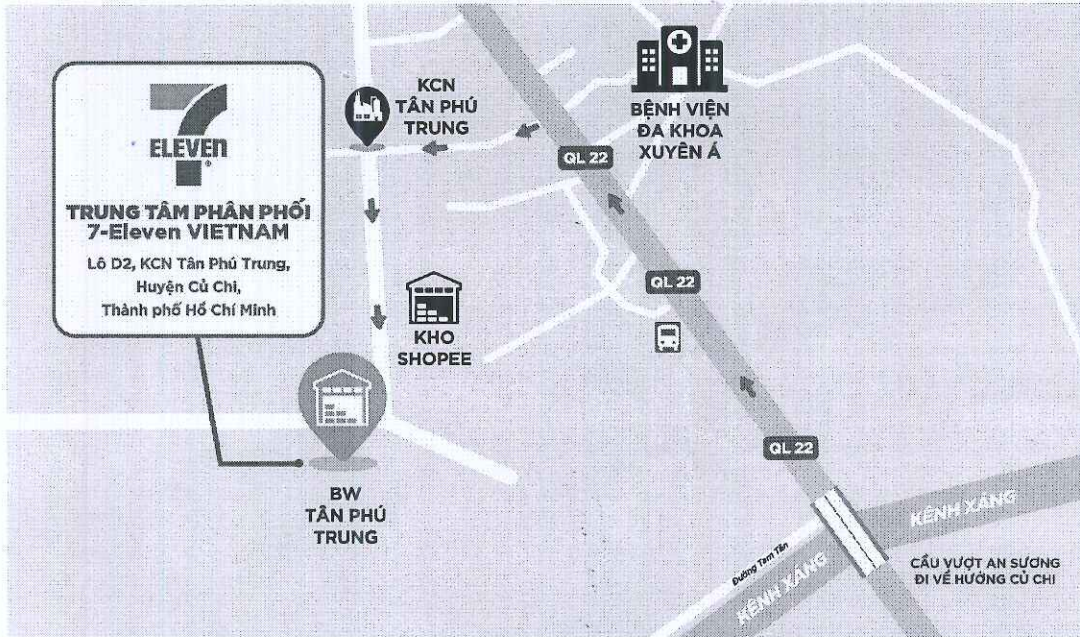 7
ELEVEN
TRUNG TÂM PHÂN PHỐI
7-Eleven VIETNAM
Lô D2, KCN Tân Phú Trung,
Huyện Củ Chi,
Thành phố Hồ Chí Minh
KCN
TÂN PHÚ
TRUNG
BỆNH VIỆN
ĐA KHOA
XUYÊN Á
QL 22
QL 22
KHO
SHOPEE
QL 22
BW
TÂN PHÚ
TRUNG
KÊNH XÁNG
Đường Tam Tân
KÊNH XÁNG
CẦU VƯỢT AN SƯƠNG
ĐI VỀ HƯỚNG CỦ CHI